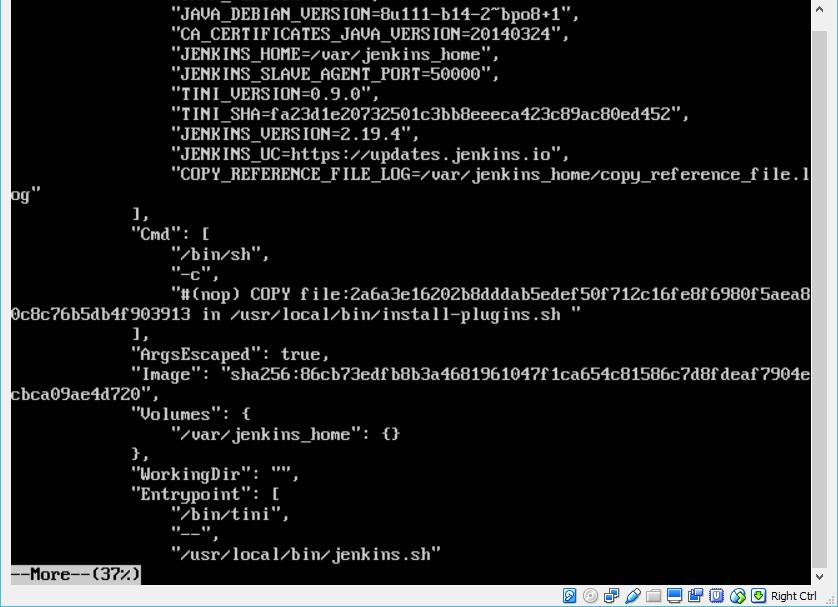 "JAVA_DEBIAN_VERSION=8u111-b14-2~bpo8+1",
"CA_CERTIFICATES_JAVA_VERSION=20140324",
"JENKINS_HOME=/var/jenkins_home",
"JENKINS_SLAVE_AGENT_PORT=50000",
"TINI_VERSION=0.9.0",
"TINI_SHA=fa23d1e20732501c3bb8eeeca423c89ac80ed452",
"JENKINS_VERSION=2.19.4",
"JENKINS_UC=https://updates.jenkins.io",
"COPY_REFERENCE_FILE_LOG=/var/jenkins_home/copy_reference_file.l
og"
],
"Cmd": [
"/bin/sh",
"-c",
"#(nop) COPY file:2a6a3e16202b8dddab5edef50f712c16fe8f6980f5aea8
0c8c76b5db4f903913 in /usr/local/bin/install-plugins.sh "
],
"ArgsEscaped": true,
"Image": "sha256:86cb73edfb8b3a4681961047f1ca654c81586c7d8fdeaf7904e
cbca09ae4d720",
"Volumes": {
"/var/jenkins_home": {}
},
"WorkingDir": "",
"Entrypoint": [
"/bin/tini",
"--",
"/usr/local/bin/jenkins.sh"
--More--(37%)
Right Ctrl